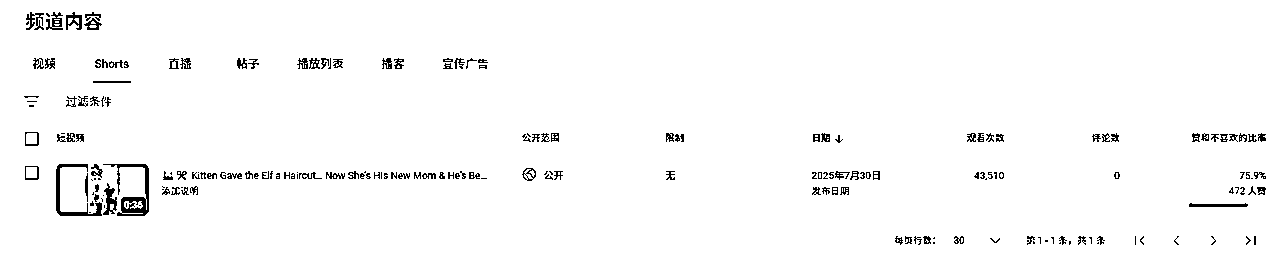 频道内容
视频 Shorts 直播 帖子 播放列表 播客 宣传广告
过滤条件
短视频 公开范围 限制 日期 ↓ 观看次数 评论数 赞和不喜欢的比率
Kitten Gave the Elf a Haircut… Now She's His New Mom & He's Be… 公开 无 2025年7月30日 43,510 0 75.9%
添加说明 发布日期 472 人赞
0:36
每页行数： 30 第 1 - 1 条，共 1 条